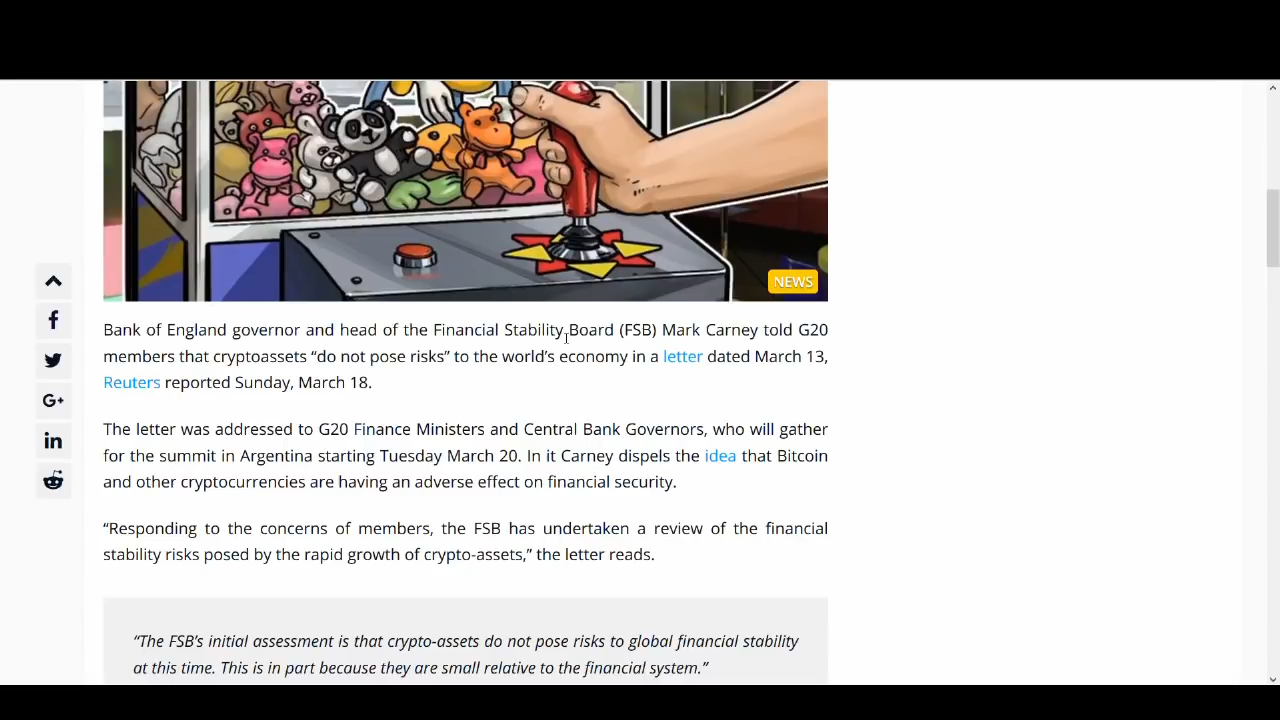 NEWS
Bank of England governor and head of the Financial Stability Board (FSB) Mark Carney told G20
members that cryptoassets “do not pose risks” to the world’s economy in a letter dated March 13,
Reuters reported Sunday, March 18.
The letter was addressed to G20 Finance Ministers and Central Bank Governors, who will gather
for the summit in Argentina starting Tuesday March 20. In it Carney dispels the idea that Bitcoin
and other cryptocurrencies are having an adverse effect on financial security.
“Responding to the concerns of members, the FSB has undertaken a review of the financial
stability risks posed by the rapid growth of crypto-assets,” the letter reads.
“The FSB’s initial assessment is that crypto-assets do not pose risks to global financial stability
at this time. This is in part because they are small relative to the financial system.”